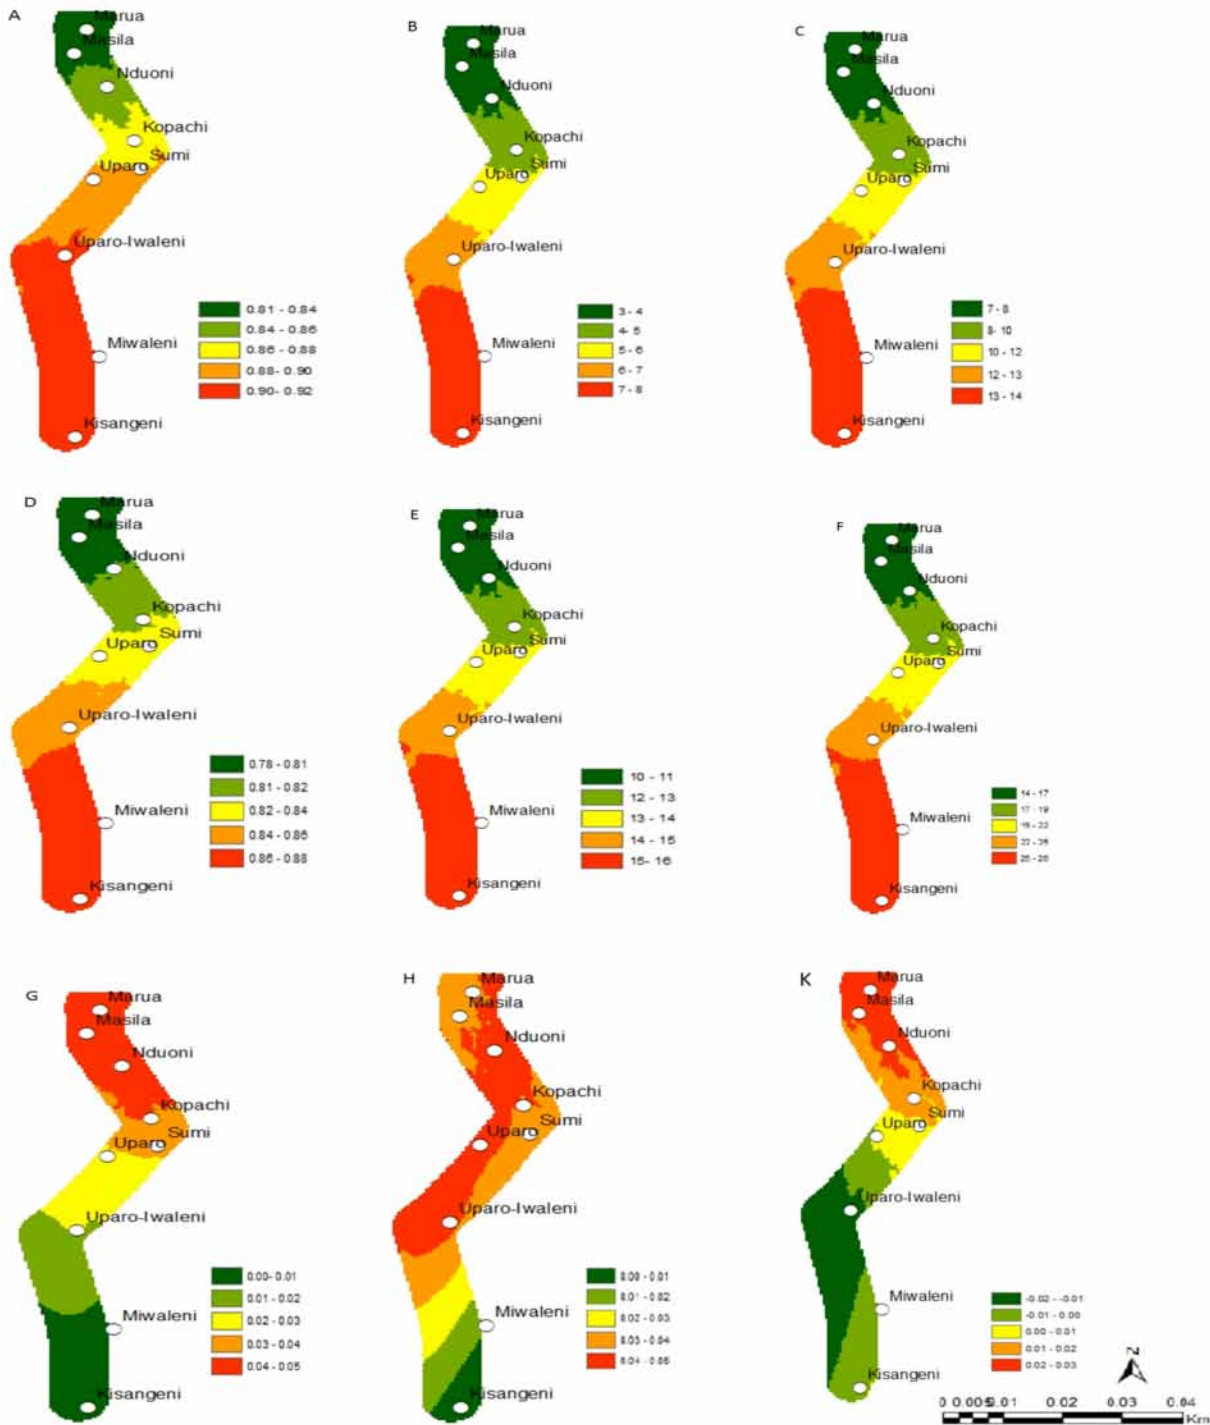 A
Marua
Masila
Nduoni
Kopachi
Sumi
Uparo
Uparo-Iwaleni
Miwaleni
Kisangeni
0.81 - 0.84
0.84 - 0.86
0.86 - 0.88
0.88- 0.90
0.90- 0.92
B
Marua
Masila
Nduoni
Kopachi
Sumi
Uparo
Uparo-Iwaleni
Miwaleni
Kisangeni
3 - 4
4- 5
5 - 6
6 - 7
7 - 8
C
Marua
Masila
Nduoni
Kopachi
Sumi
Uparo
Uparo-Iwaleni
Miwaleni
Kisangeni
7 - 8
8- 10
10 - 12
12 - 13
13 - 14
D
Marua
Masila
Nduoni
Kopachi
Sumi
Uparo
Uparo-Iwaleni
Miwaleni
Kisangeni
0.78 - 0.81
0.81 - 0.82
0.82 - 0.84
0.84 - 0.86
0.86 - 0.88
E
Marua
Masila
Nduoni
Kopachi
Sumi
Uparo
Uparo-Iwaleni
Miwaleni
Kisangeni
10 - 11
12 - 13
13 - 14
14 - 15
15- 16
F
Marua
Masila
Nduoni
Kopachi
Sumi
Uparo
Uparo-Iwaleni
Miwaleni
Kisangeni
14 - 17
17 - 19
G
Marua
Masila
Nduoni
Kopachi
Sumi
Uparo
Uparo-Iwaleni
Miwaleni
Kisangeni
0.00- 0.01
0.01 - 0.02
0.02 - 0.03
0.03 - 0.04
0.04 - 0.05
H
Marua
Masila
Nduoni
Kopachi
Sumi
Uparo
Uparo-Iwaleni
Miwaleni
Kisangeni
0.00 - 0.01
0.01 - 0.02
0.02 - 0.03
0.03 - 0.04
0.04 - 0.05
K
Marua
Masila
Nduoni
Kopachi
Sumi
Uparo
Uparo-Iwaleni
Miwaleni
Kisangeni
-0.02 - -0.01
-0.01 - 0.00
0.00 - 0.01
0.01 - 0.02
0.02 - 0.03
N
0 0.005 0.01 0.02 0.03 0.04
Km